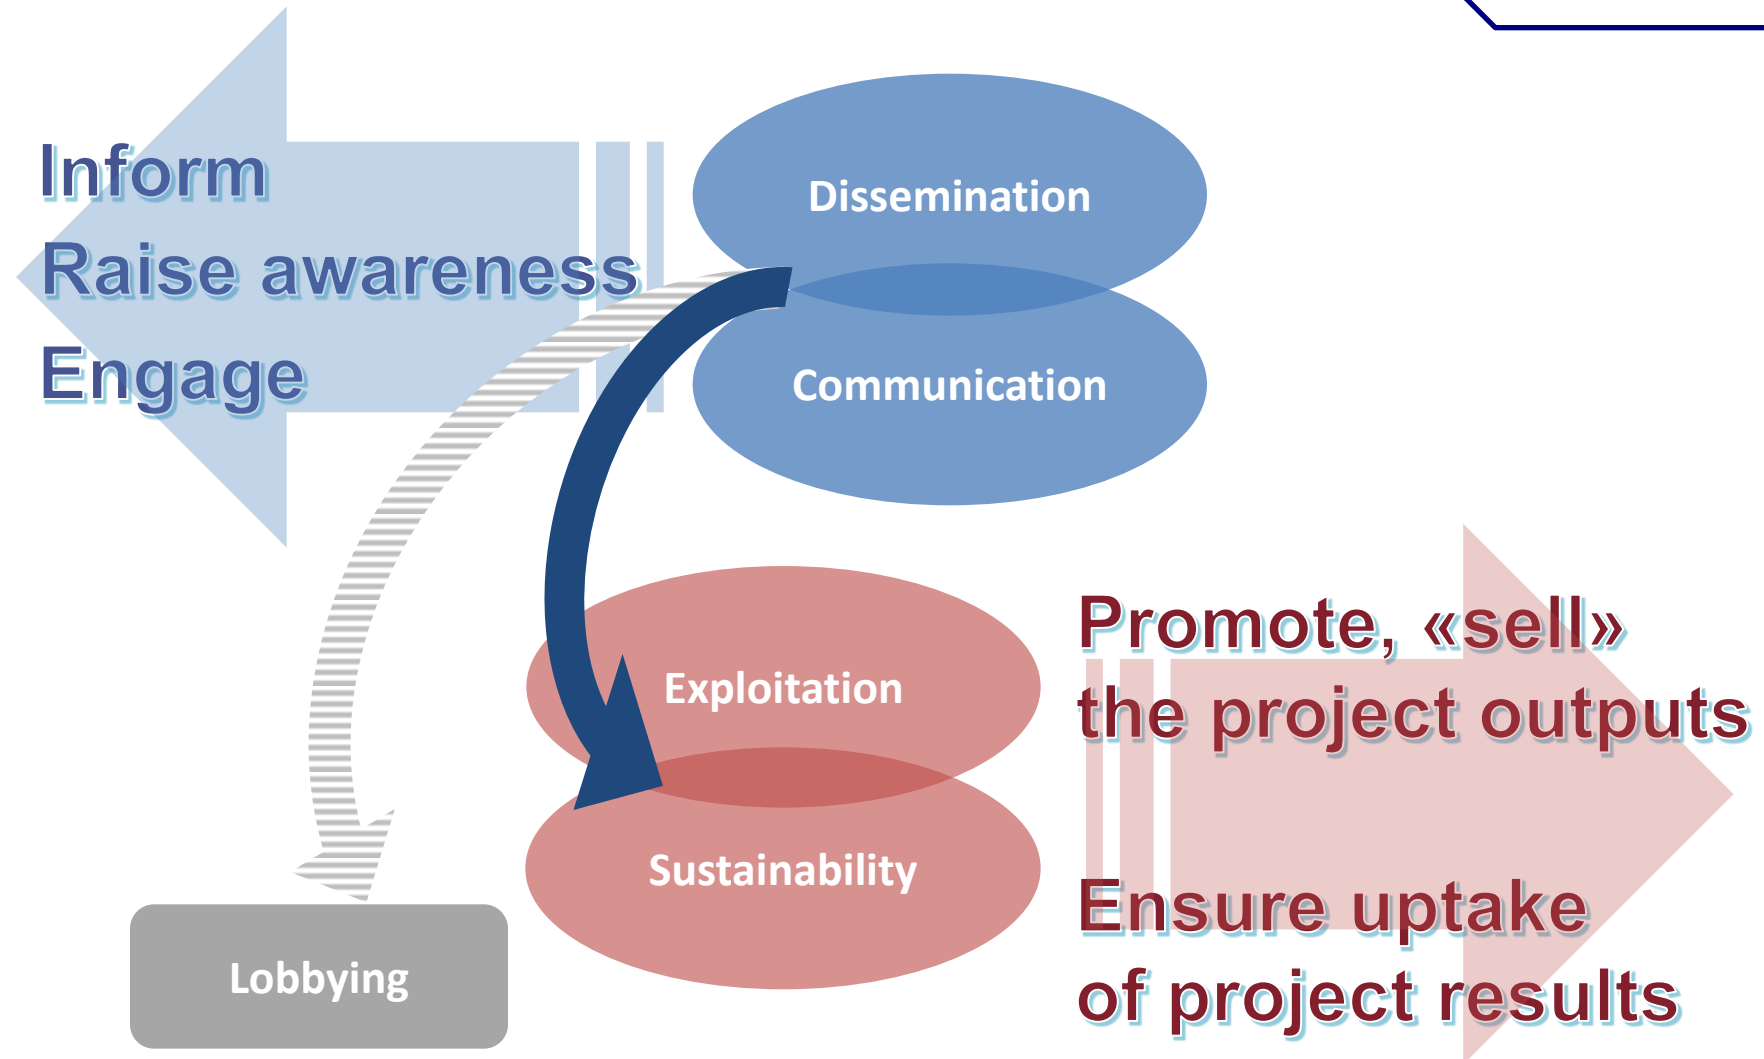 Inform
Raise awareness
Engage
Dissemination
Communication
Exploitation
Sustainability
Lobbying
Promote, «sell»
the project outputs
Ensure uptake
of project results